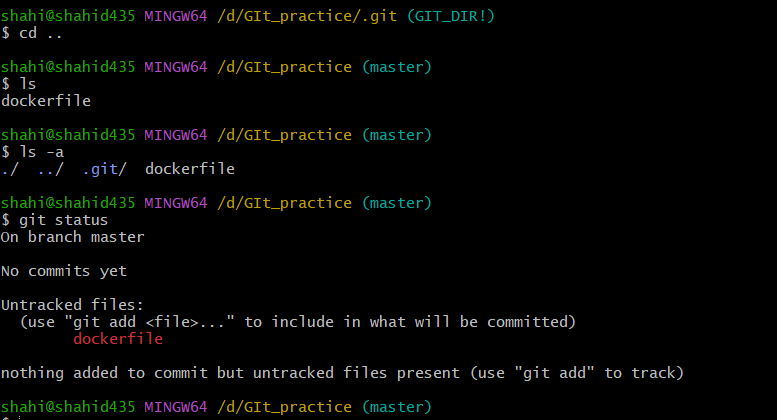 shahi@shahid435 MINGW64 /d/GIt_practice/.git (GIT_DIR!)
$ cd ..
shahi@shahid435 MINGW64 /d/GIt_practice (master)
$ ls
dockerfile
shahi@shahid435 MINGW64 /d/GIt_practice (master)
$ ls -a
./  ../  .git/  dockerfile
shahi@shahid435 MINGW64 /d/GIt_practice (master)
$ git status
On branch master
No commits yet
Untracked files:
  (use "git add <file>..." to include in what will be committed)
        dockerfile
nothing added to commit but untracked files present (use "git add" to track)
shahi@shahid435 MINGW64 /d/GIt_practice (master)
$